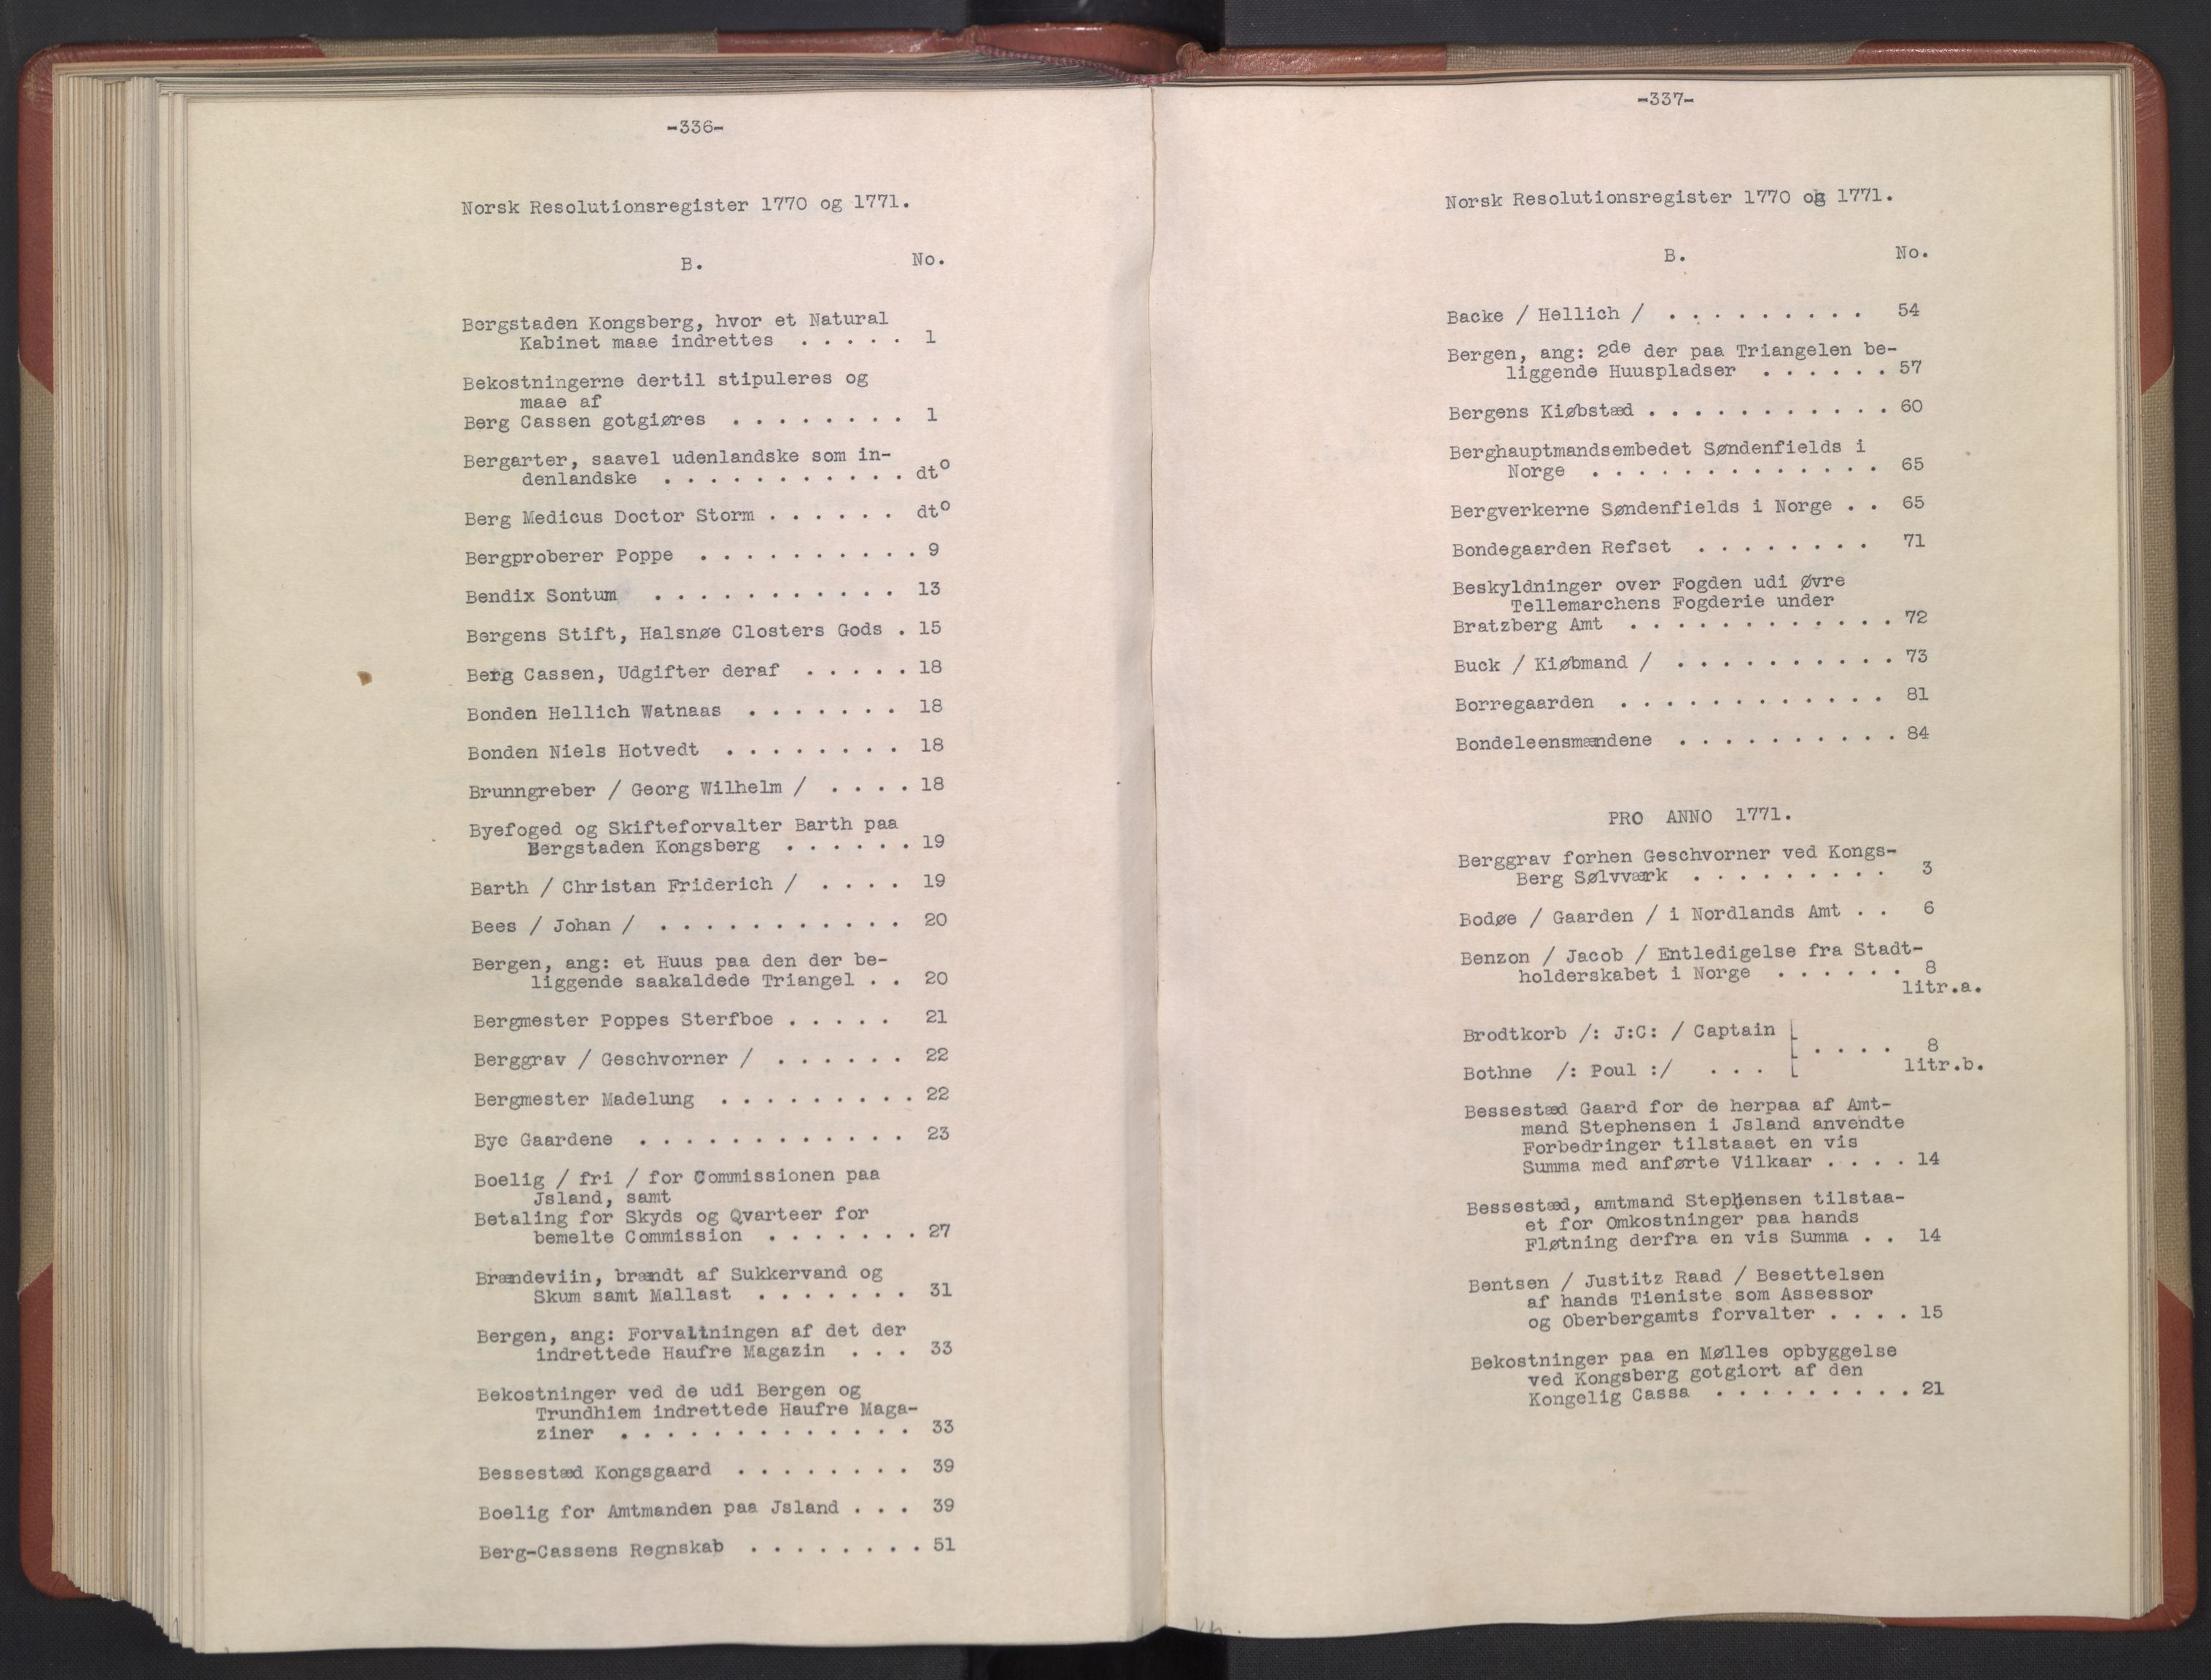 -336-
Norsk Resolutionsregister 1770 og 1771.
B. No.
Bergstaden Kongsberg, hvor et Natural
Kabinet maae indrettes . . . . . 1
Bekostningerne dertil stipuleres og
maae af
Berg Cassen gotgiøres . . . . . . . . 1
Bergarter, saavel udenlandske som in-
denlandske . . . . . . . . . . . dto
Berg Medicus Doctor Storm . . . . . . dto
Bergproberer Poppe . . . . . . . . . . 9
Bendix Sontum . . . . . . . . . . . 13
Bergens Stift, Halsnøe Closters Gods . 15
Berg Cassen, Udgifter deraf . . . . . 18
Bonden Hellich Watnaas . . . . . . . 18
Bonden Niels Hotvedt . . . . . . . . 18
Brunngreber / Georg Wilhelm / . . . . 18
Byefoged og Skifteforvalter Barth paa
Bergstaden Kongsberg . . . . . . 19
Barth / Christan Friderich / . . . . 19
Bees / Johan / . . . . . . . . . . . 20
Bergen, ang: et Huus paa den der be-
liggende saakaldede Triangel . . 20
Bergmester Poppes Sterfboe . . . . . 21
Berggrav / Geschvorner / . . . . . . 22
Bergmester Madelung . . . . . . . . . 22
Bye Gaardene . . . . . . . . . . . . 23
Boelig / fri / for Commissionen paa
Jsland, samt
Betaling for Skyds og Qvarteer for
bemelte Commission . . . . . . . 27
Brændeviin, brændt af Sukkervand og
Skum samt Mallast . . . . . . . 31
Bergen, ang: Forvaltningen af det der
indrettede Haufre Magazin . . . 33
Bekostninger ved de udi Bergen og
Trundhiem indrettede Haufre Maga-
ziner . . . . . . . . . . . . . 33
Bessestæd Kongsgaard . . . . . . . . 39
Boelig for Amtmanden paa Jsland . . . 39
Berg-Cassens Regnskab . . . . . . . . 51
-337-
Norsk Resolutionsregister 1770 og 1771.
B. No.
Backe / Hellich / . . . . . . . . . 54
Bergen, ang: 2de der paa Triangelen be-
liggende Huuspladser . . . . . . 57
Bergens Kiøbstæd . . . . . . . . . . . 60
Berghauptmandsembedet Søndenfields i
Norge . . . . . . . . . . . . . 65
Bergverkerne Søndenfields i Norge . . 65
Bondegaarden Refset . . . . . . . . 71
Beskyldninger over Fogden udi Øvre
Tellemarchens Fogderie under
Bratzberg Amt . . . . . . . . . . . . 72
Buck / Kiøbmand / . . . . . . . . . . 73
Borregaarden . . . . . . . . . . . . 81
Bondeleensmændene . . . . . . . . . . 84
PRO ANNO 1771.
Berggrav forhen Geschvorner ved Kongs-
Berg Sølvværk . . . . . . . . . 3
Bodøe / Gaarden / i Nordlands Amt . . 6
Benzon / Jacob / Entledigelse fra Stadt-
holderskabet i Norge . . . . . . 8
litr.a.
Brodtkorb /: J:C: / Captain
. . . . 8
Bothne /: Poul :/ . . . litr.b.
Bessestæd Gaard for de herpaa af Amt-
mand Stephensen i Jsland anvendte
Forbedringer tilstaaet en vis
Summa med anførte Vilkaar . . . . 14
Bessestæd, amtmand Stephensen tilstaa-
et for Omkostninger paa hands
Fløtning derfra en vis Summa . . 14
Bentsen / Justitz Raad / Besettelsen
af hands Tieniste som Assessor
og Oberbergamts forvalter . . . . 15
Bekostninger paa en Mølles opbyggelse
ved Kongsberg gotgiort af den
Kongelig Cassa . . . . . . . . . 21